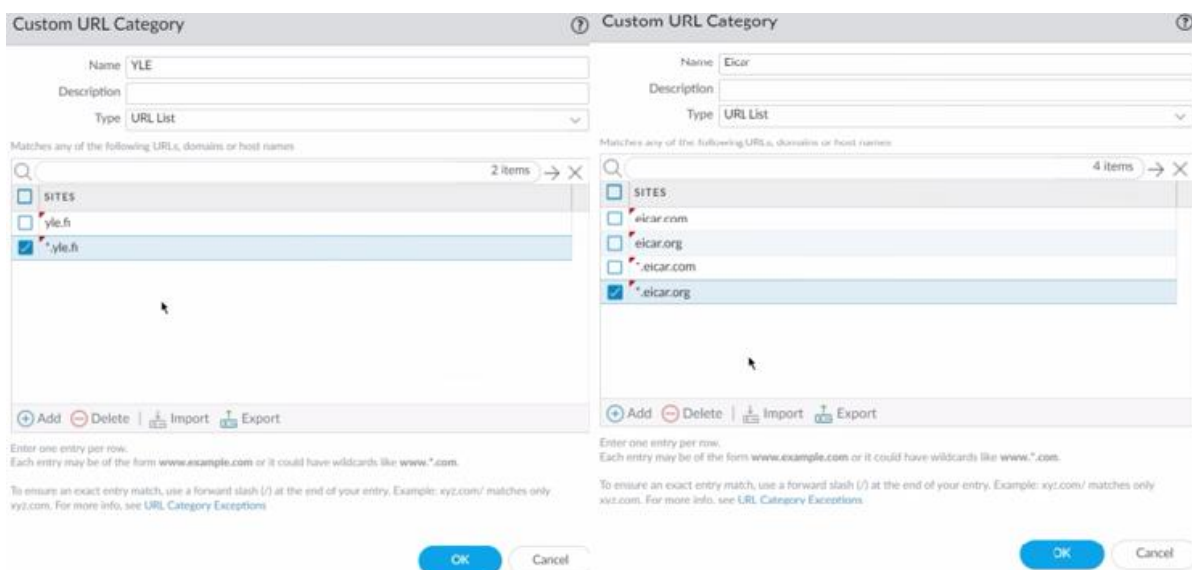 Custom URL Category
Name YLE
Description
Type URL List
Matches any of the following URLs, domains or host names
2 items
SITES
yle.fi
*.yle.fi
Add Delete Import Export
Enter one entry per row.
Each entry may be of the form www.example.com or it could have wildcards like www.*.com.
To ensure an exact entry match, use a forward slash (/) at the end of your entry. Example: xyz.com/ matches only
xyz.com. For more info, see URL Category Exceptions
OK Cancel
Custom URL Category
Name Eicar
Description
Type URL List
Matches any of the following URLs, domains or host names
4 items
SITES
eicar.com
eicar.org
*.eicar.com
*.eicar.org
Add Delete Import Export
Enter one entry per row.
Each entry may be of the form www.example.com or it could have wildcards like www.*.com.
To ensure an exact entry match, use a forward slash (/) at the end of your entry. Example: xyz.com/ matches only
xyz.com. For more info, see URL Category Exceptions
OK Cancel